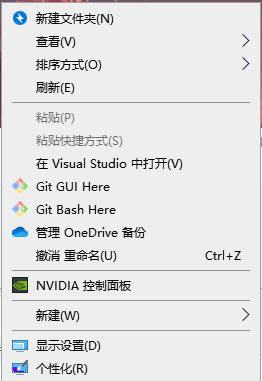 新建文件夹(N)
查看(V)
排序方式(O)
刷新(E)
粘贴(P)
粘贴快捷方式(S)
在 Visual Studio 中打开(V)
Git GUI Here
Git Bash Here
管理 OneDrive 备份
撤消 重命名(U) Ctrl+Z
NVIDIA 控制面板
新建(W)
显示设置(D)
个性化(R)